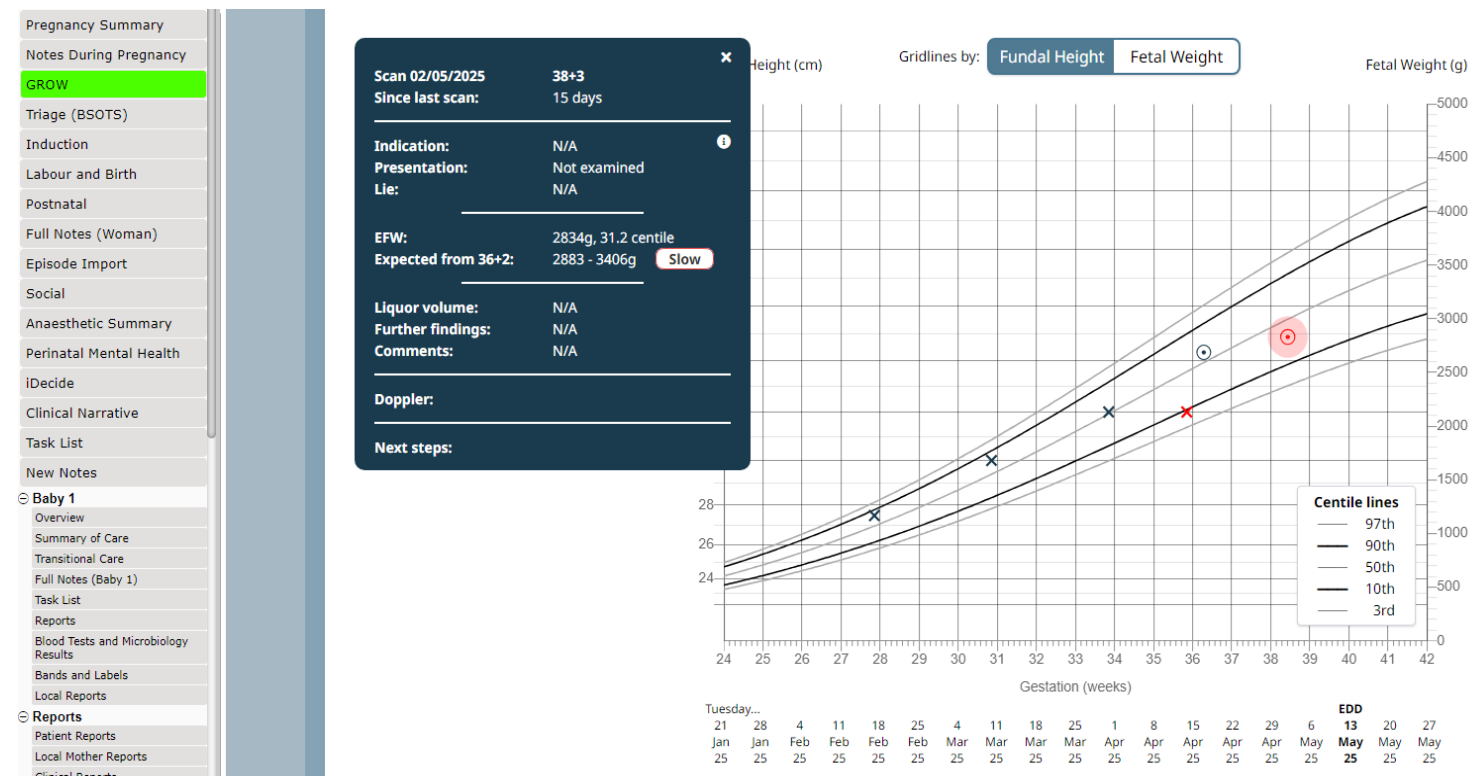 Pregnancy Summary
Notes During Pregnancy
GROW
Triage (BSOTS)
Induction
Labour and Birth
Postnatal
Full Notes (Woman)
Episode Import
Social
Anaesthetic Summary
Perinatal Mental Health
iDecide
Clinical Narrative
Task List
New Notes
Baby 1
Overview
Summary of Care
Transitional Care
Full Notes (Baby 1)
Task List
Reports
Blood Tests and Microbiology
Results
Bands and Labels
Local Reports
Reports
Patient Reports
Local Mother Reports
Clinical Reports
Scan 02/05/2025 38+3
Since last scan: 15 days
Indication: N/A
Presentation: Not examined
Lie: N/A
EFW: 2834g, 31.2 centile
Expected from 36+2: 2883 - 3406g Slow
Liquor volume: N/A
Further findings: N/A
Comments: N/A
Doppler:
Next steps:
Height (cm)
Gridlines by: Fundal Height Fetal Weight
Fetal Weight (g)
5000
4500
4000
3500
3000
2500
2000
1500
1000
500
0
28
26
24
Centile lines
97th
90th
50th
10th
3rd
24 25 26 27 28 29 30 31 32 33 34 35 36 37 38 39 40 41 42
Gestation (weeks)
Tuesday... EDD
21 28 4 11 18 25 4 11 18 25 1 8 15 22 29 6 13 20 27
Jan Jan Feb Feb Feb Feb Mar Mar Mar Mar Apr Apr Apr Apr Apr May May May May
25 25 25 25 25 25 25 25 25 25 25 25 25 25 25 25 25 25 25